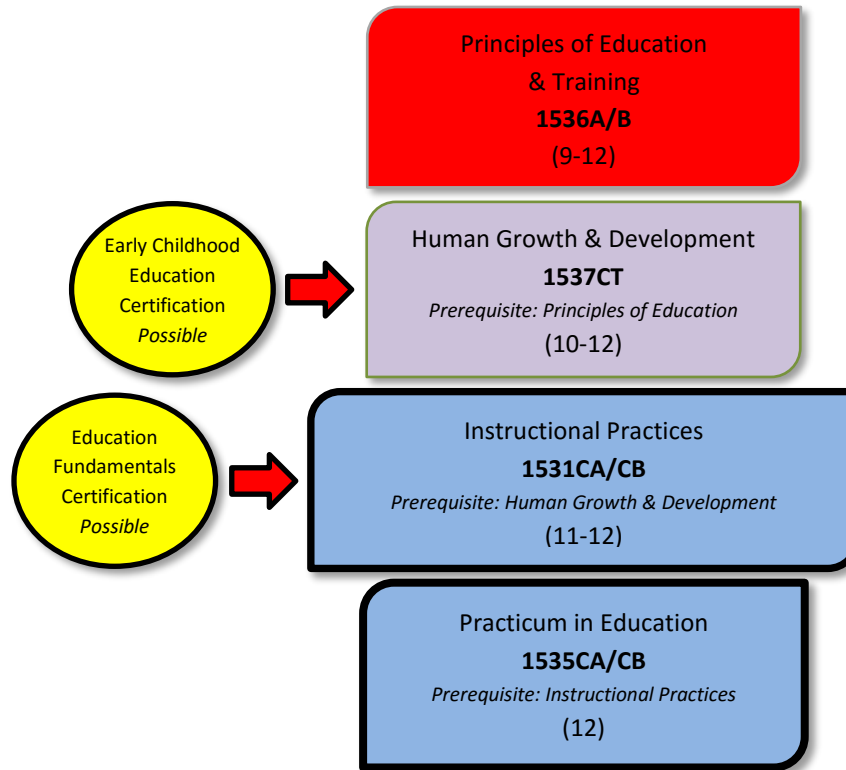 Principles of Education
& Training
1536A/B
(9-12)
Early Childhood
Education
Certification
Possible
Human Growth & Development
1537CT
Prerequisite: Principles of Education
(10-12)
Education
Fundamentals
Certification
Possible
Instructional Practices
1531CA/CB
Prerequisite: Human Growth & Development
(11-12)
Practicum in Education
1535CA/CB
Prerequisite: Instructional Practices
(12)